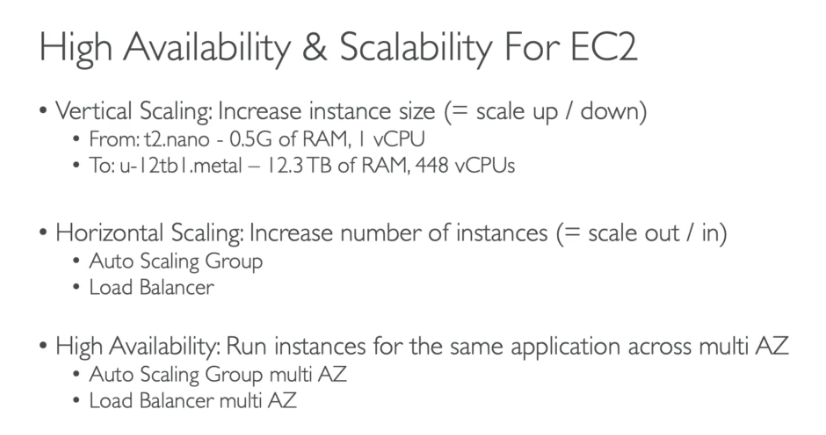 High Availability & Scalability For EC2
• Vertical Scaling: Increase instance size (= scale up / down)
• From: t2.nano - 0.5G of RAM, 1 vCPU
• To: u-12tb1.metal – 12.3 TB of RAM, 448 vCPUs
• Horizontal Scaling: Increase number of instances (= scale out / in)
• Auto Scaling Group
• Load Balancer
• High Availability: Run instances for the same application across multi AZ
• Auto Scaling Group multi AZ
• Load Balancer multi AZ